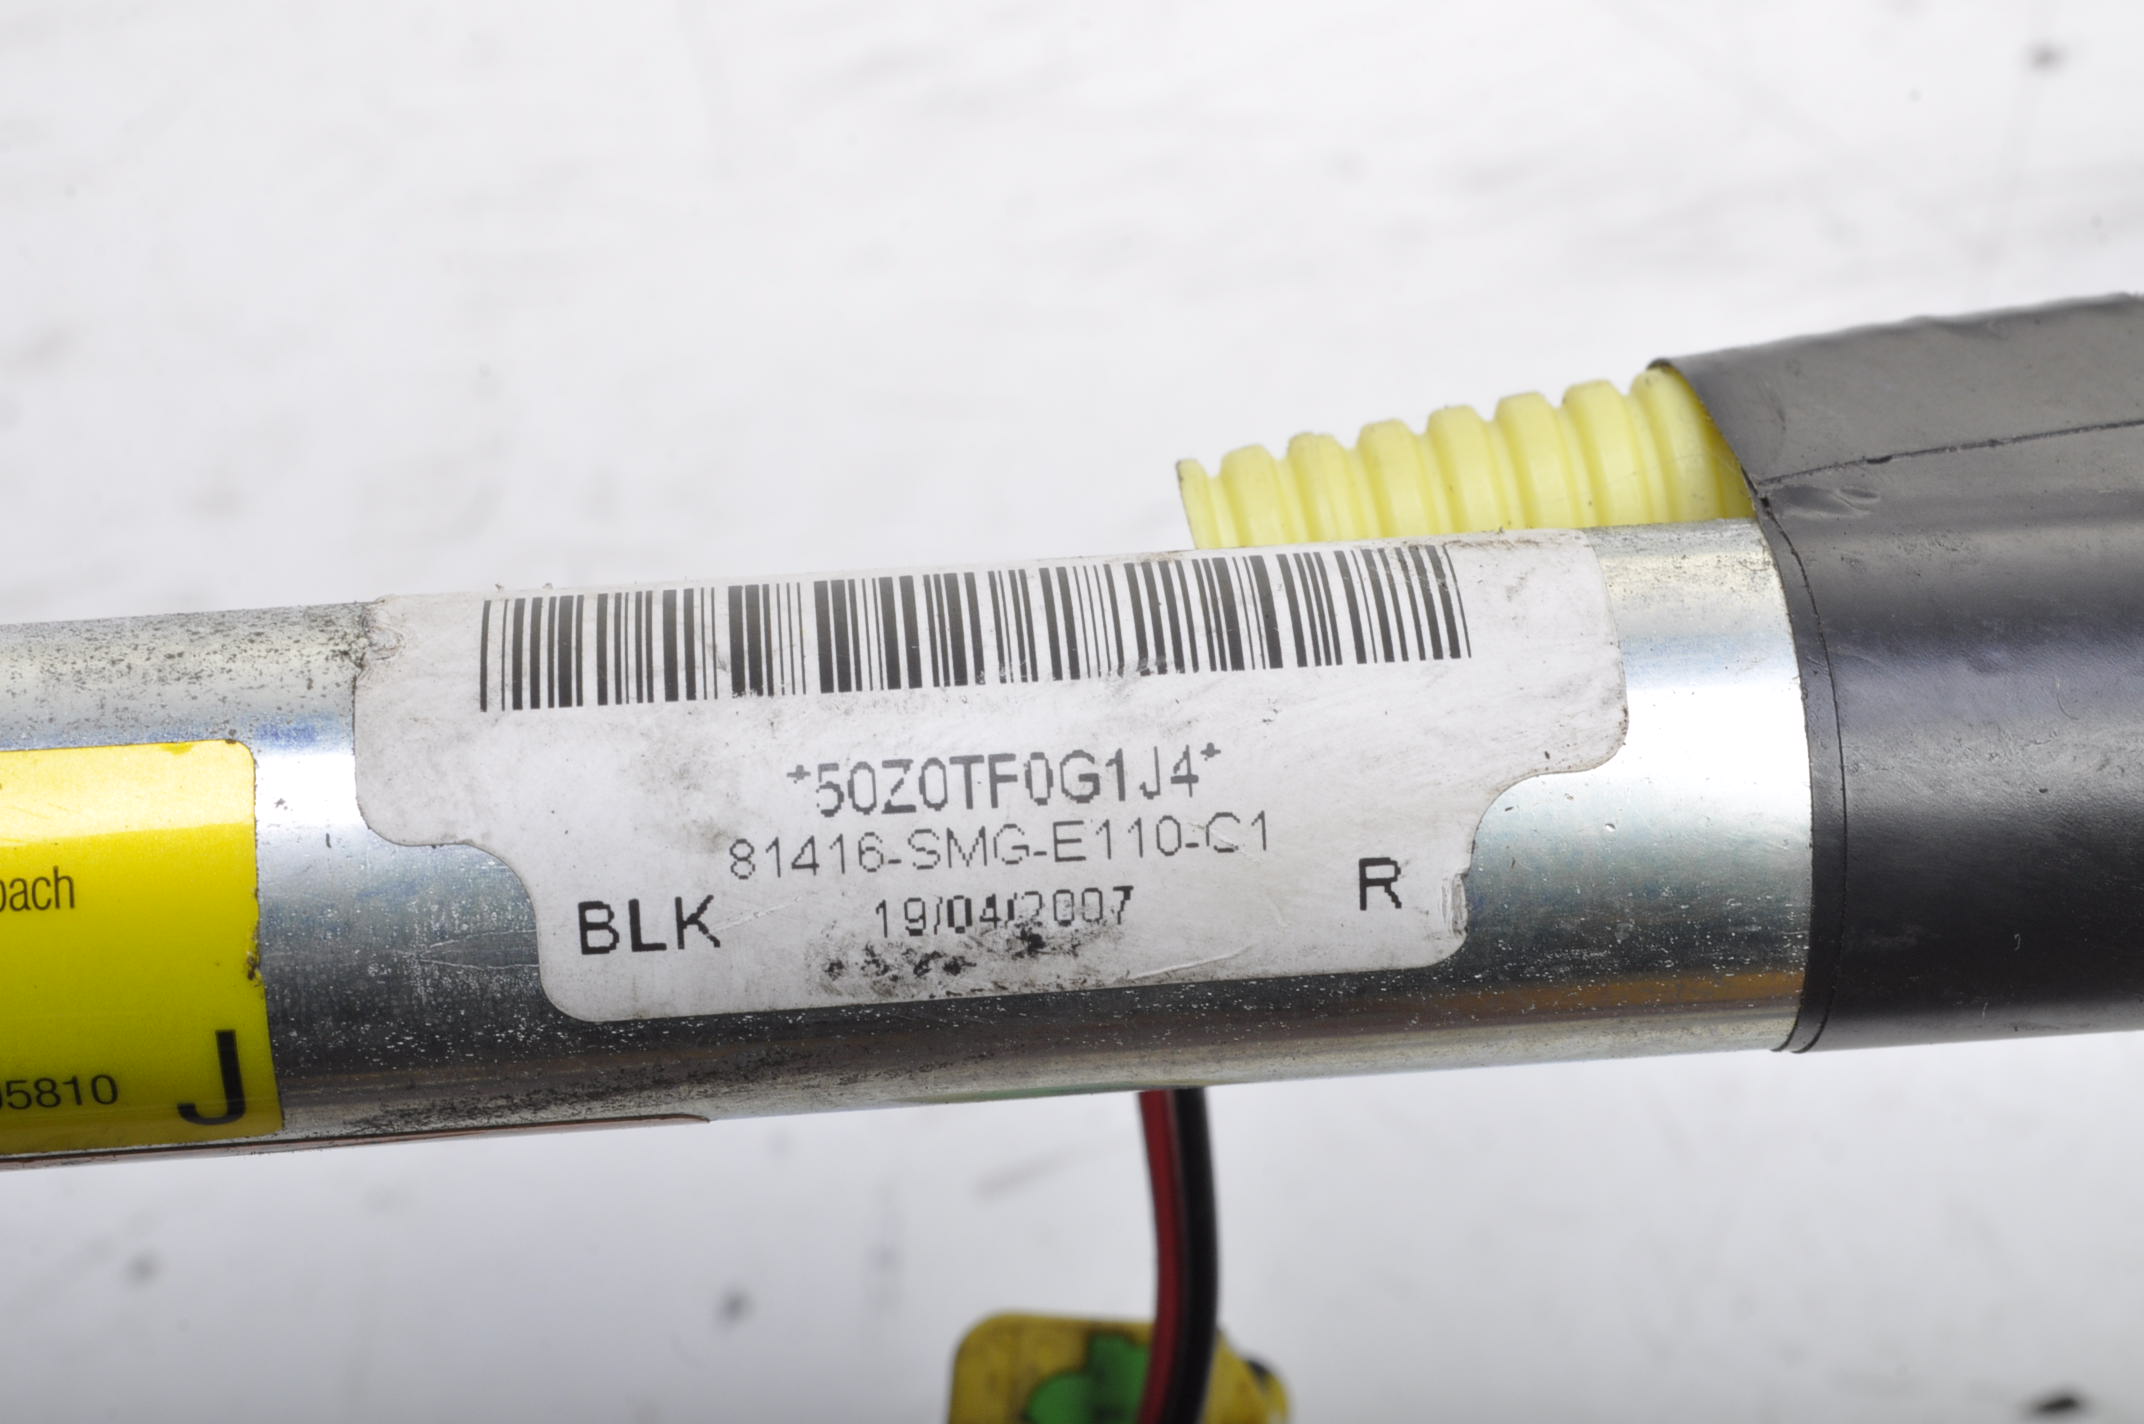 *50Z0TF0G1J4*
81416-SMG-E110-C1
BLK 19/04/2007 R
bach
05810 J